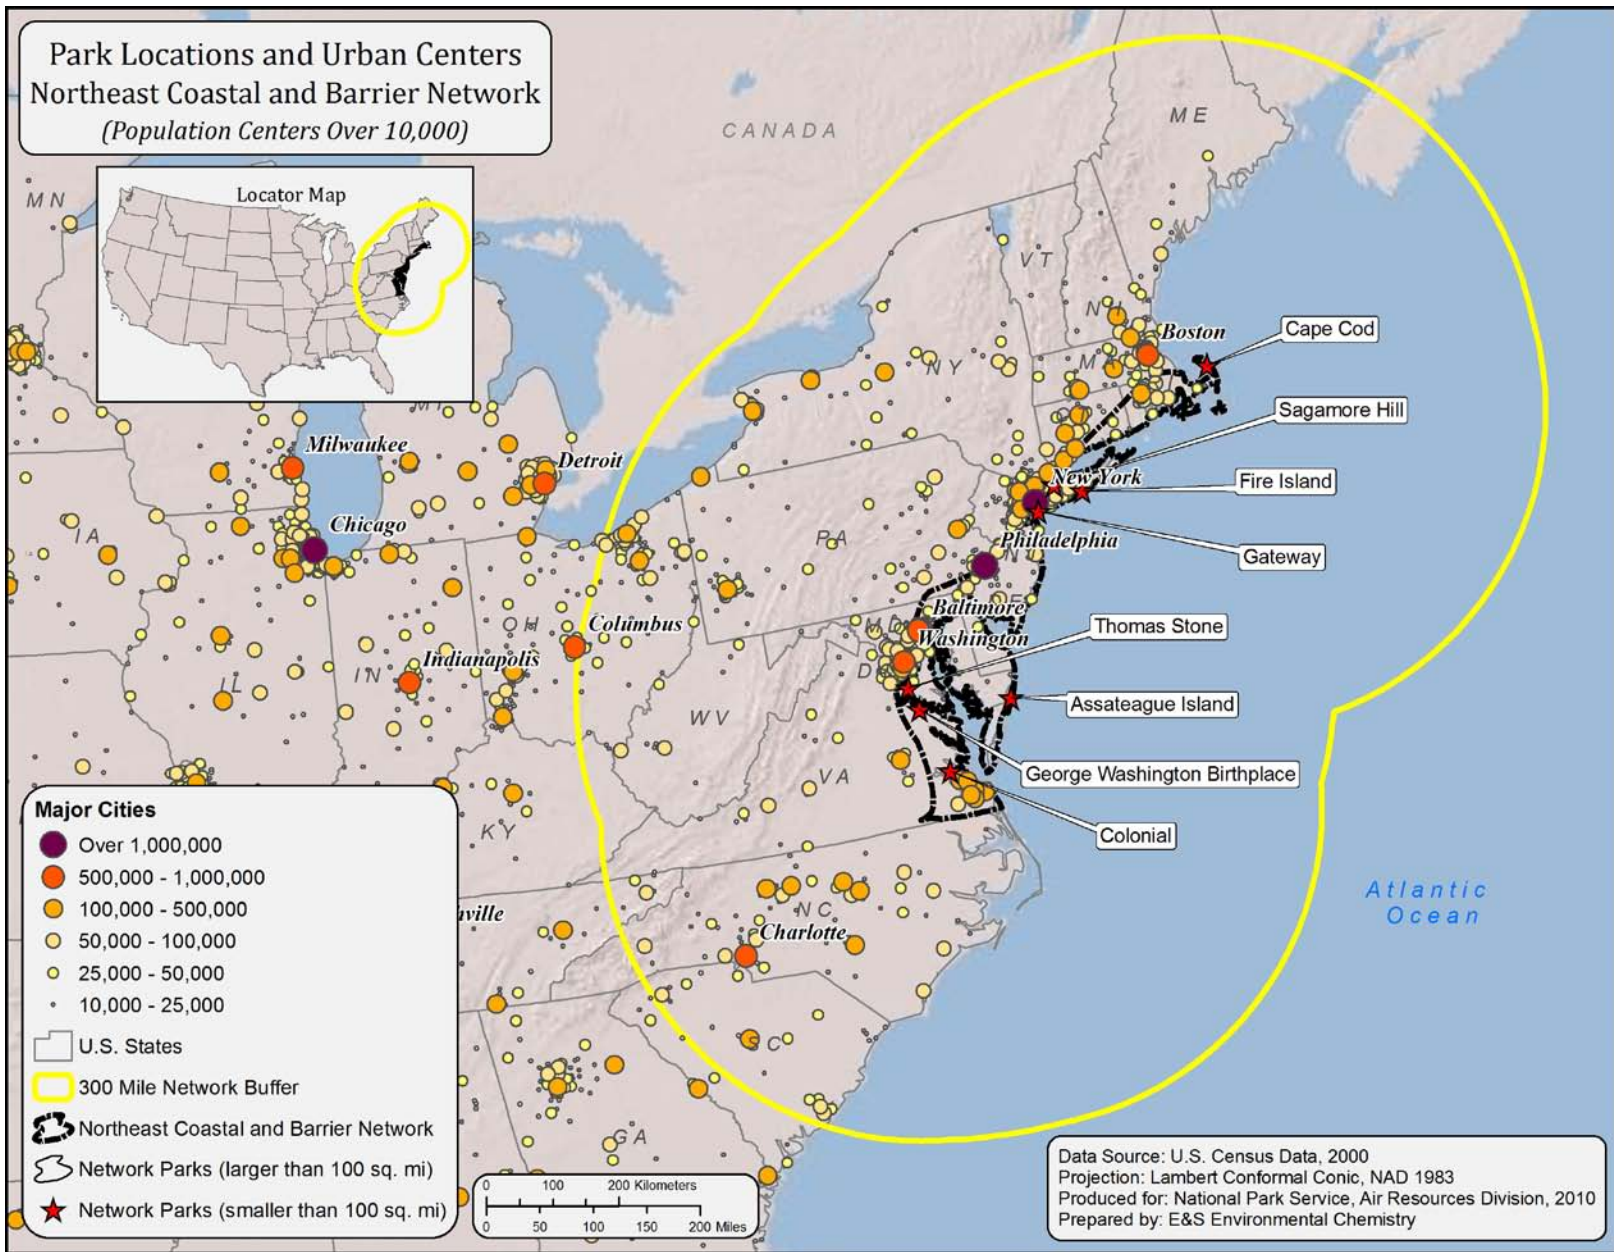 Park Locations and Urban Centers
Northeast Coastal and Barrier Network
(Population Centers Over 10,000)
Locator Map
CANADA
ME
MN
VT
Boston
Cape Cod
NY
Sagamore Hill
Milwaukee
Detroit
New York
Fire Island
Chicago
IA
PA
Philadelphia
Gateway
Baltimore
OH
Columbus
Washington
Thomas Stone
Indianapolis
IN
IL
WV
Assateague Island
VA
George Washington Birthplace
KY
Colonial
Atlantic
Ocean
NC
nville
Charlotte
SC
GA
Major Cities
Over 1,000,000
500,000 - 1,000,000
100,000 - 500,000
50,000 - 100,000
25,000 - 50,000
10,000 - 25,000
U.S. States
300 Mile Network Buffer
Northeast Coastal and Barrier Network
Network Parks (larger than 100 sq. mi)
Network Parks (smaller than 100 sq. mi)
0 100 200 Kilometers
0 50 100 150 200 Miles
Data Source: U.S. Census Data, 2000
Projection: Lambert Conformal Conic, NAD 1983
Produced for: National Park Service, Air Resources Division, 2010
Prepared by: E&S Environmental Chemistry